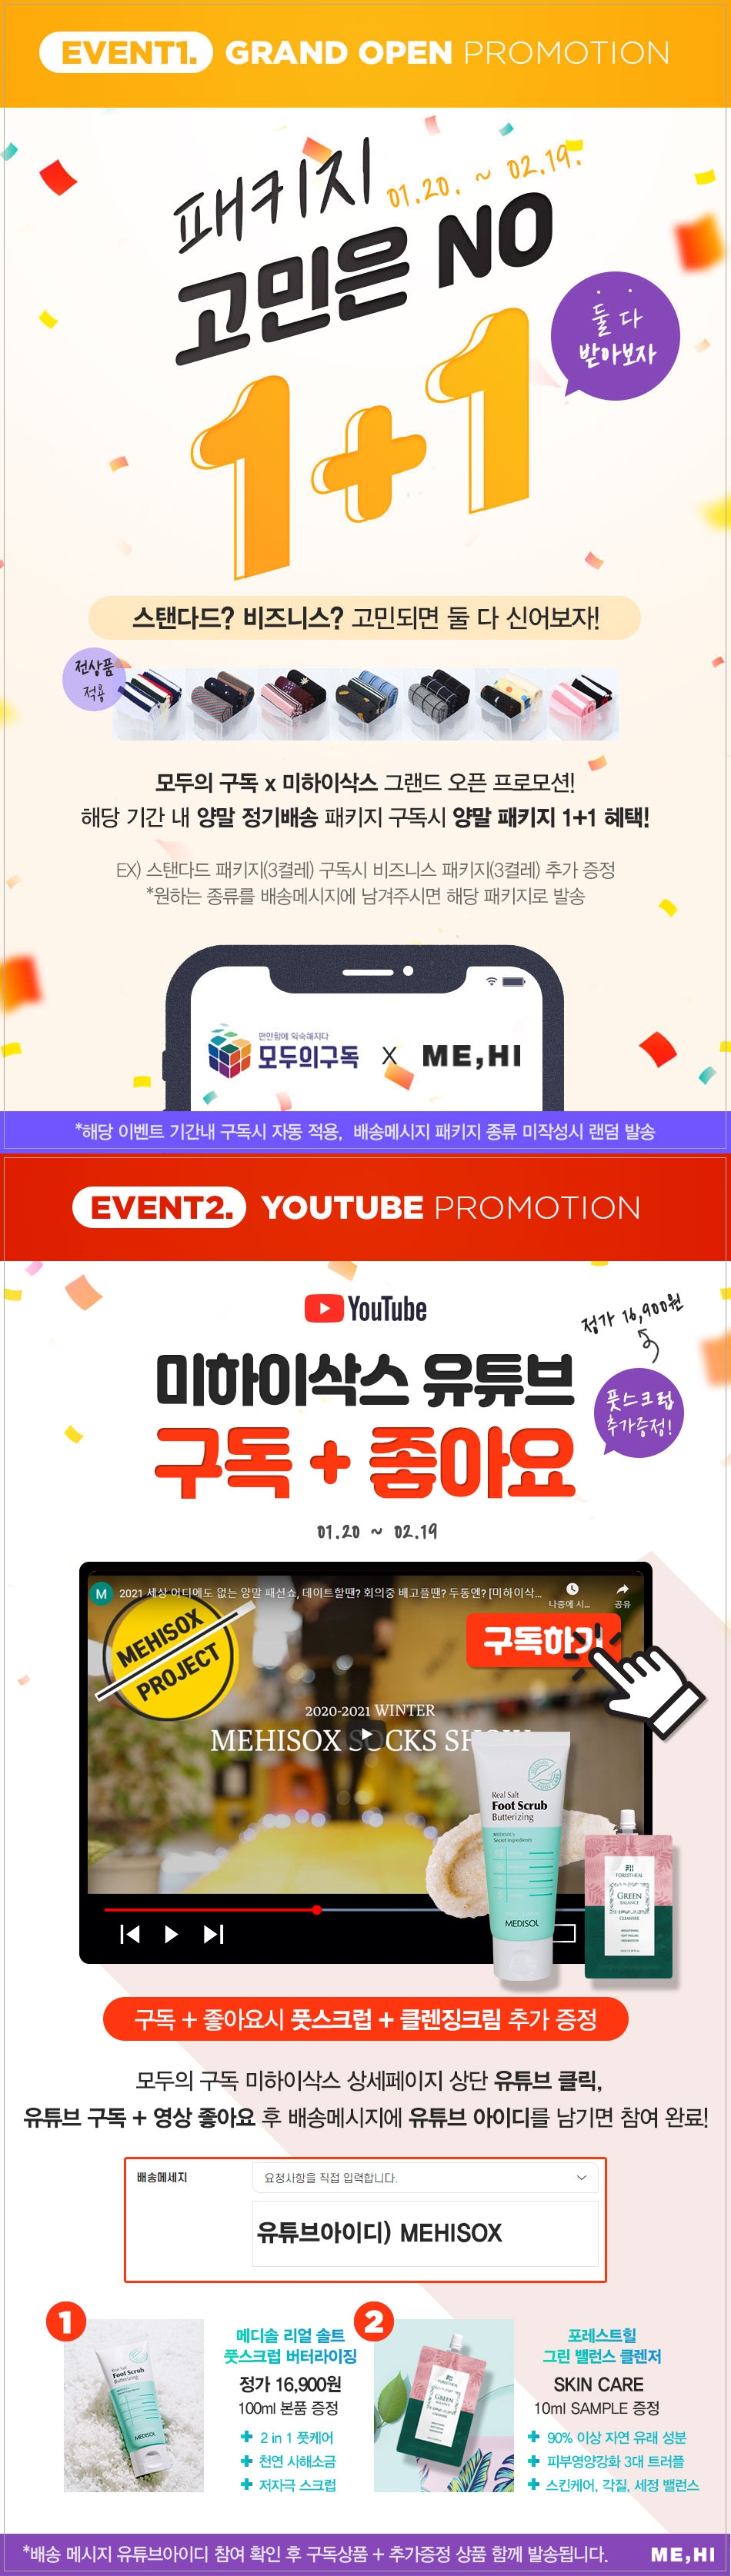 EVENT1. GRAND OPEN PROMOTION
패키지 01.20. ~ 02.19.
고민은 NO
둘 다
받아보자
1+1
스탠다드? 비즈니스? 고민되면 둘 다 신어보자!
전상품
적용
모두의 구독 x 미하이삭스 그랜드 오픈 프로모션!
해당 기간 내 양말 정기배송 패키지 구독시 양말 패키지 1+1 혜택!
EX) 스탠다드 패키지(3켤레) 구독시 비즈니스 패키지(3켤레) 추가 증정
*원하는 종류를 배송메시지에 남겨주시면 해당 패키지로 발송
편안함에 익숙해지다
모두의구독 X ME,HI
*해당 이벤트 기간내 구독시 자동 적용, 배송메시지 패키지 종류 미작성시 랜덤 발송
EVENT2. YOUTUBE PROMOTION
YouTube
정가 16,900원
미하이삭스 유튜브
풋스크럽
추가증정!
구독 + 좋아요
01.20 ~ 02.19
M 2021 세상 어디에도 없는 양말 패션쇼, 데이트할땐? 회의중 배고플땐? 두통엔? [미하이삭...
나중에 시... 공유
MEHISOX
PROJECT
구독하기
2020-2021 WINTER
MEHISOX SOCKS SHOW
Real Salt
Foot Scrub
Butterizing
MEDISOL's
Secret Ingredients
MEDISOL
FORESTHEAL
GREEN
BALANCE
CLEANSER
구독 + 좋아요시 풋스크럽 + 클렌징크림 추가 증정
모두의 구독 미하이삭스 상세페이지 상단 유튜브 클릭,
유튜브 구독 + 영상 좋아요 후 배송메시지에 유튜브 아이디를 남기면 참여 완료!
배송메세지 요청사항을 직접 입력합니다.
유튜브아이디) MEHISOX
1
메디솔 리얼 솔트
풋스크럽 버터라이징
정가 16,900원
100ml 본품 증정
+ 2 in 1 풋케어
+ 천연 사해소금
+ 저자극 스크럽
Real Salt
Foot Scrub
Butterizing
MEDISOL
2
포레스트힐
그린 밸런스 클렌저
SKIN CARE
10ml SAMPLE 증정
+ 90% 이상 자연 유래 성분
+ 피부영양강화 3대 트러플
+ 스킨케어, 각질, 세정 밸런스
FORESTHEAL
GREEN
BALANCE
*배송 메시지 유튜브아이디 참여 확인 후 구독상품 + 추가증정 상품 함께 발송됩니다. ME,HI